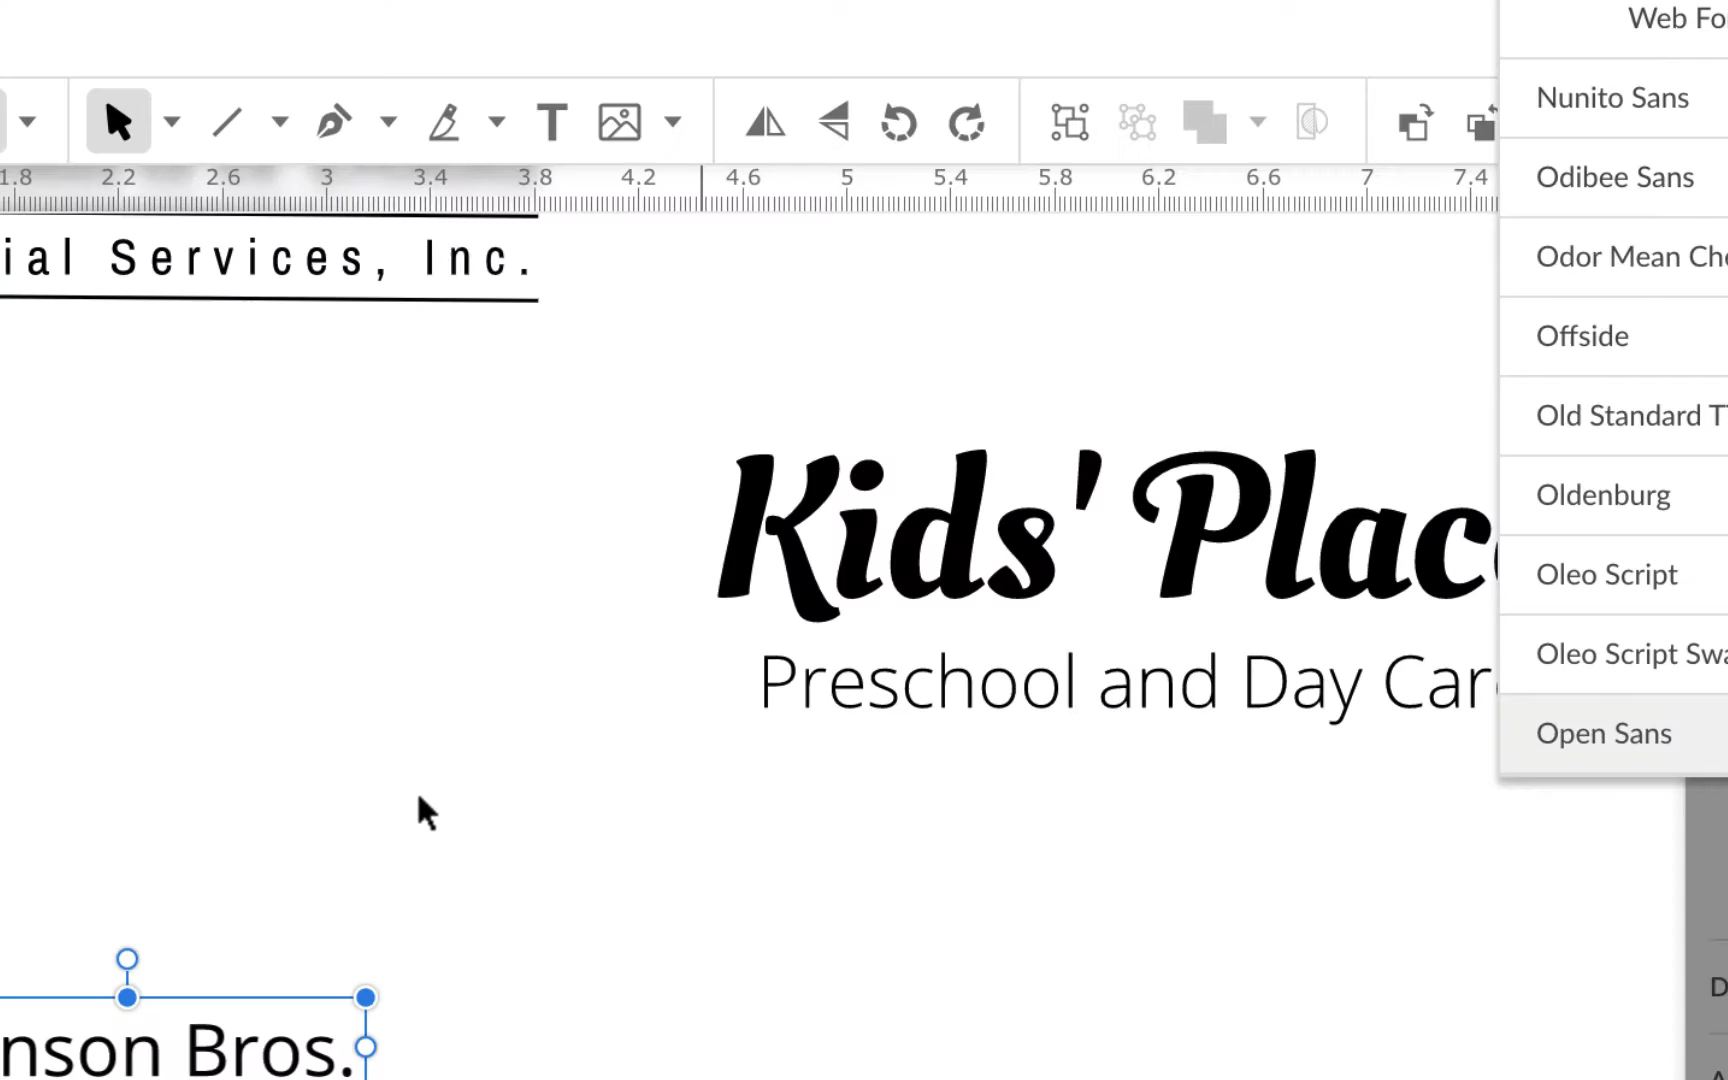 Web Fo
Nunito Sans
Odibee Sans
Odor Mean Che
Offside
Old Standard TT
Oldenburg
Oleo Script
Oleo Script Swa
Open Sans
T
1.8 2.2 2.6 3 3.4 3.8 4.2 4.6 5 5.4 5.8 6.2 6.6 7 7.4
ial Services, Inc.
Kids' Plac
Preschool and Day Car
nson Bros.
D